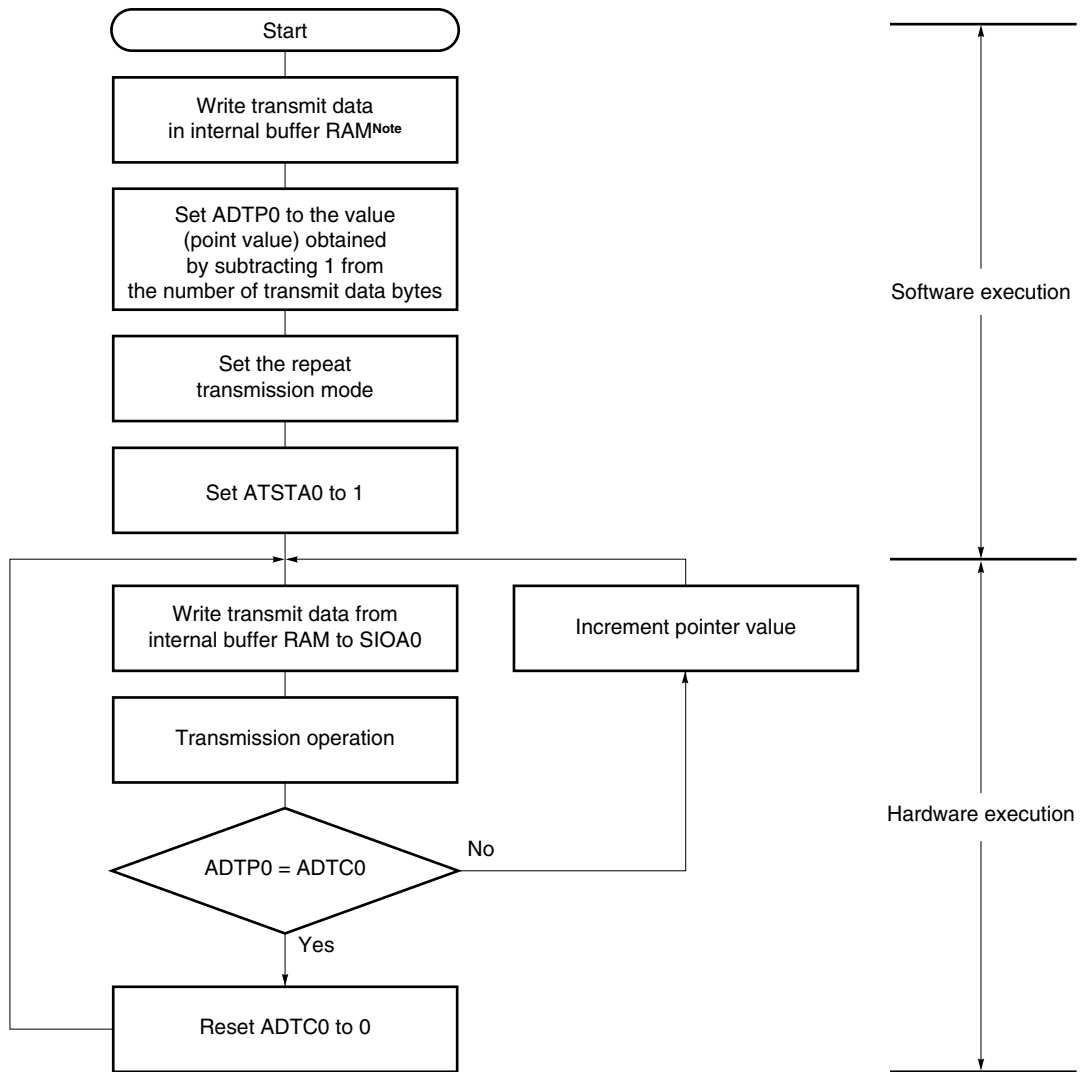 Start
Write transmit data
in internal buffer RAMNote
Set ADTP0 to the value
(point value) obtained
by subtracting 1 from
the number of transmit data bytes
Software execution
Set the repeat
transmission mode
Set ATSTA0 to 1
Write transmit data from
internal buffer RAM to SIOA0
Increment pointer value
Transmission operation
Hardware execution
ADTP0 = ADTC0
No
Yes
Reset ADTC0 to 0